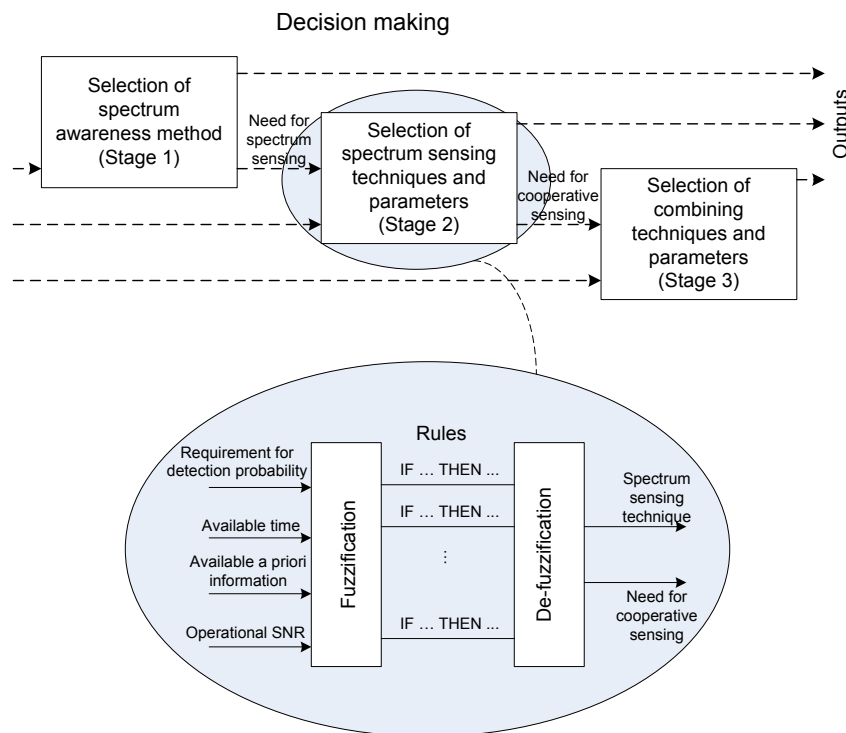 Decision making
Selection of
spectrum
awareness method
(Stage 1)
Need for
spectrum
sensing
Selection of
spectrum sensing
techniques and
parameters
(Stage 2)
Need for
cooperative
sensing
Selection of
combining
techniques and
parameters
(Stage 3)
Outputs
Rules
Requirement for
detection probability
Available time
Available a priori
information
Operational SNR
Fuzzification
IF ... THEN ...
IF ... THEN ...
...
IF ... THEN ...
De-fuzzification
Spectrum
sensing
technique
Need for
cooperative
sensing